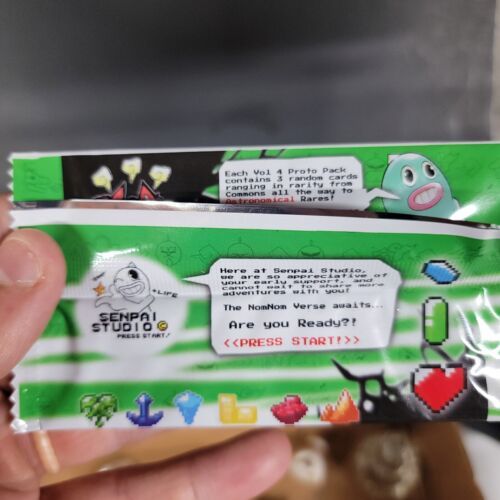 Each Vol 4 Proto Pack
contains 3 random cards
ranging in rarity from
Commons all the way to
Astronomical Rares!
Here at Senpai Studio,
we are so appreciative of
your early support, and
cannot wait to share more
adventures with you!
The NomNom Verse awaits...
Are you Ready?!
<<PRESS START!>>
+LIFE
SENPAI
STUDIO©
PRESS START!